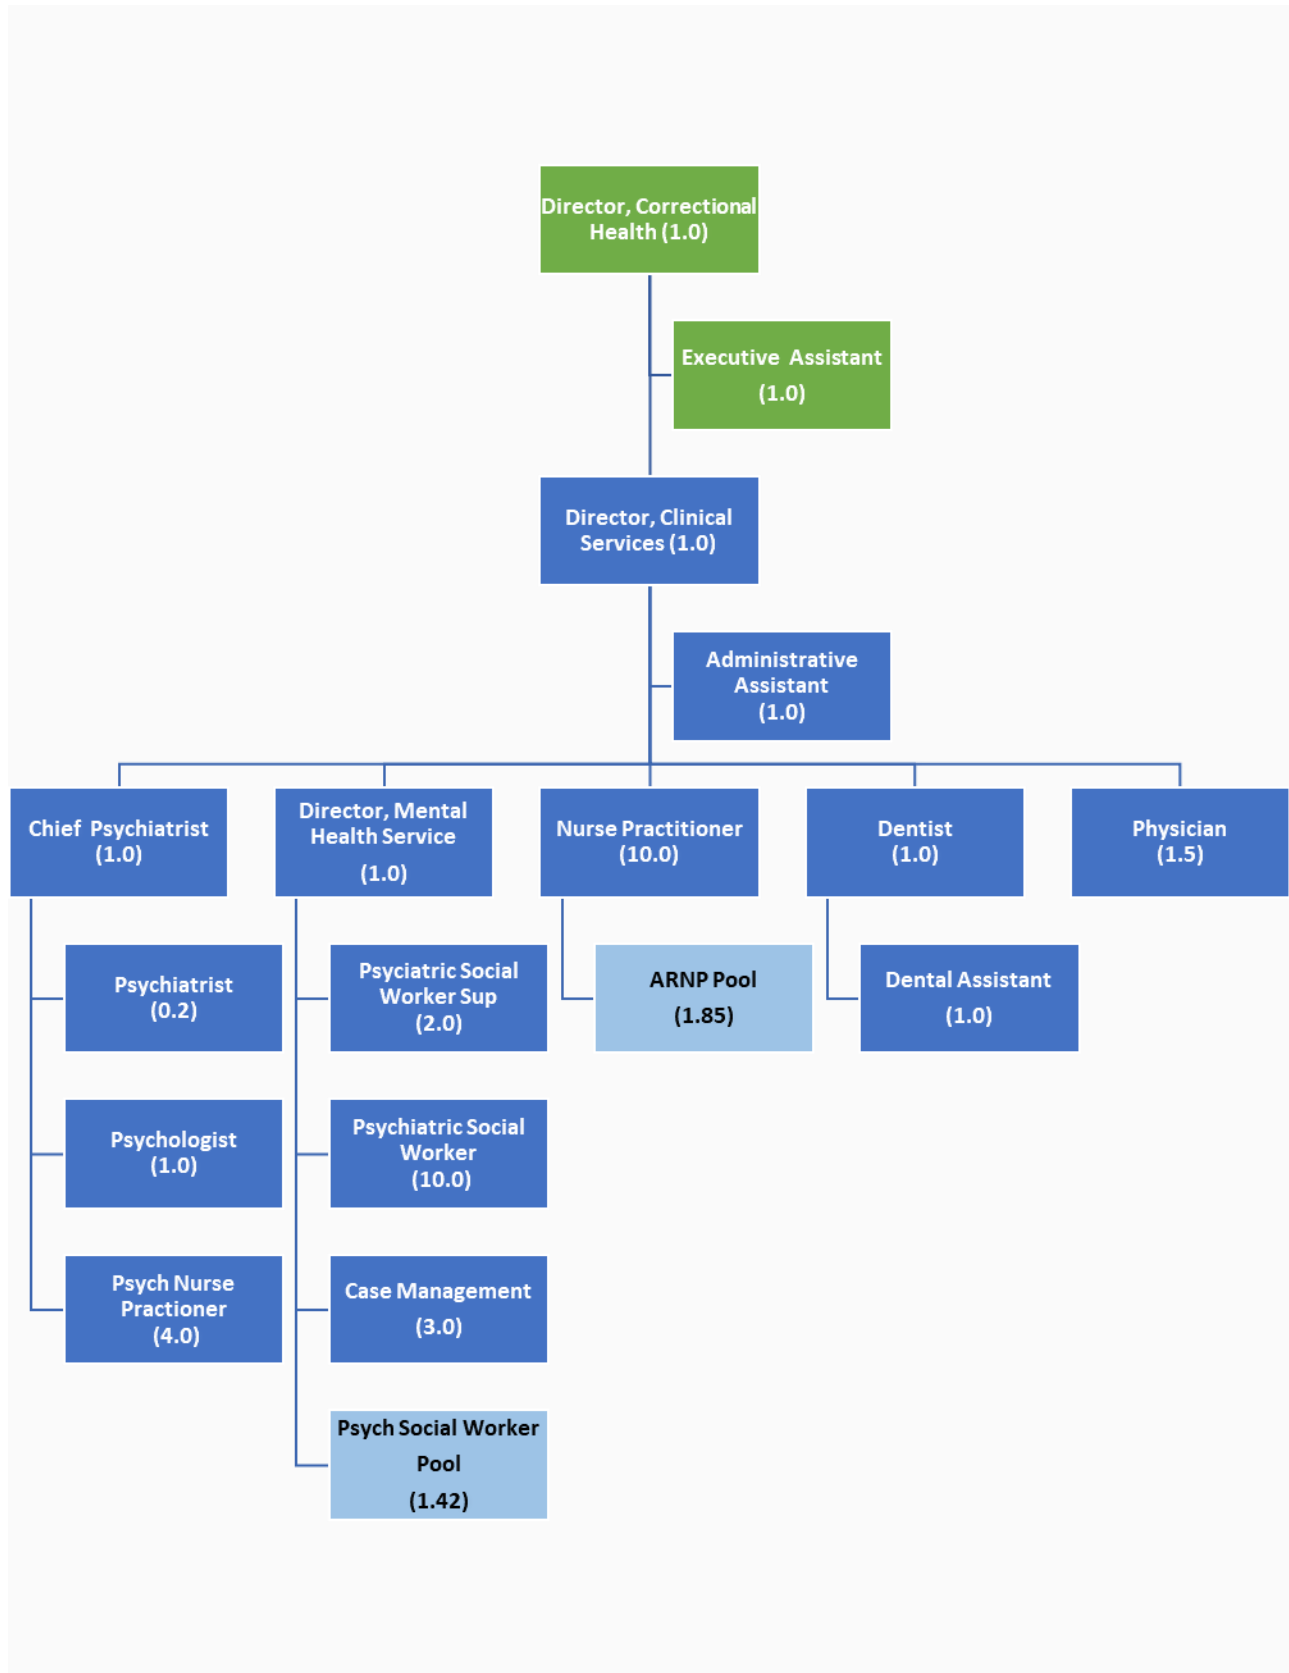 Director, Correctional
Health (1.0)
Executive Assistant
(1.0)
Director, Clinical
Services (1.0)
Administrative
Assistant
(1.0)
Chief Psychiatrist
(1.0)
Director, Mental
Health Service
(1.0)
Nurse Practitioner
(10.0)
Dentist
(1.0)
Physician
(1.5)
Psychiatrist
(0.2)
Psyciatric Social
Worker Sup
(2.0)
ARNP Pool
(1.85)
Dental Assistant
(1.0)
Psychologist
(1.0)
Psychiatric Social
Worker
(10.0)
Psych Nurse
Practioner
(4.0)
Case Management
(3.0)
Psych Social Worker
Pool
(1.42)